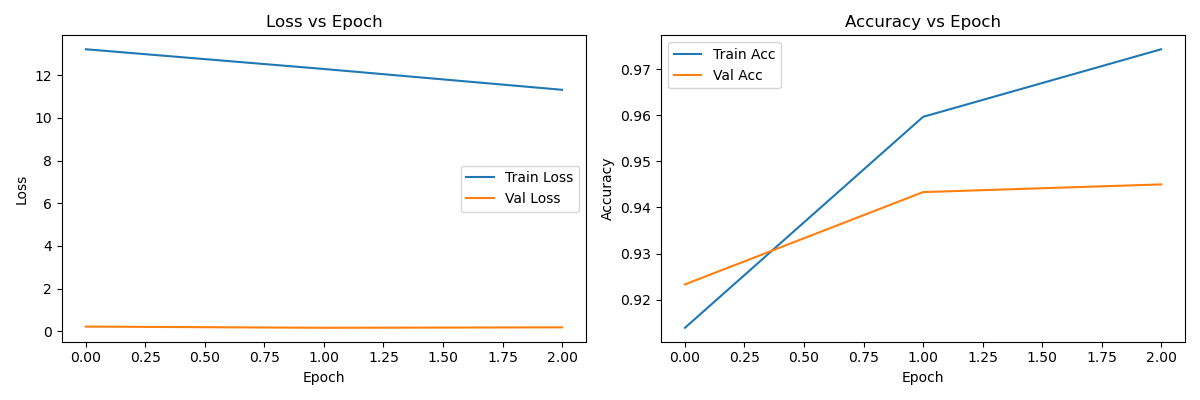 Loss vs Epoch
12
10
8
6
4
2
0
Loss
Train Loss
Val Loss
0.00 0.25 0.50 0.75 1.00 1.25 1.50 1.75 2.00
Epoch
Accuracy vs Epoch
Train Acc
Val Acc
0.97
0.96
0.95
0.94
0.93
0.92
Accuracy
0.00 0.25 0.50 0.75 1.00 1.25 1.50 1.75 2.00
Epoch